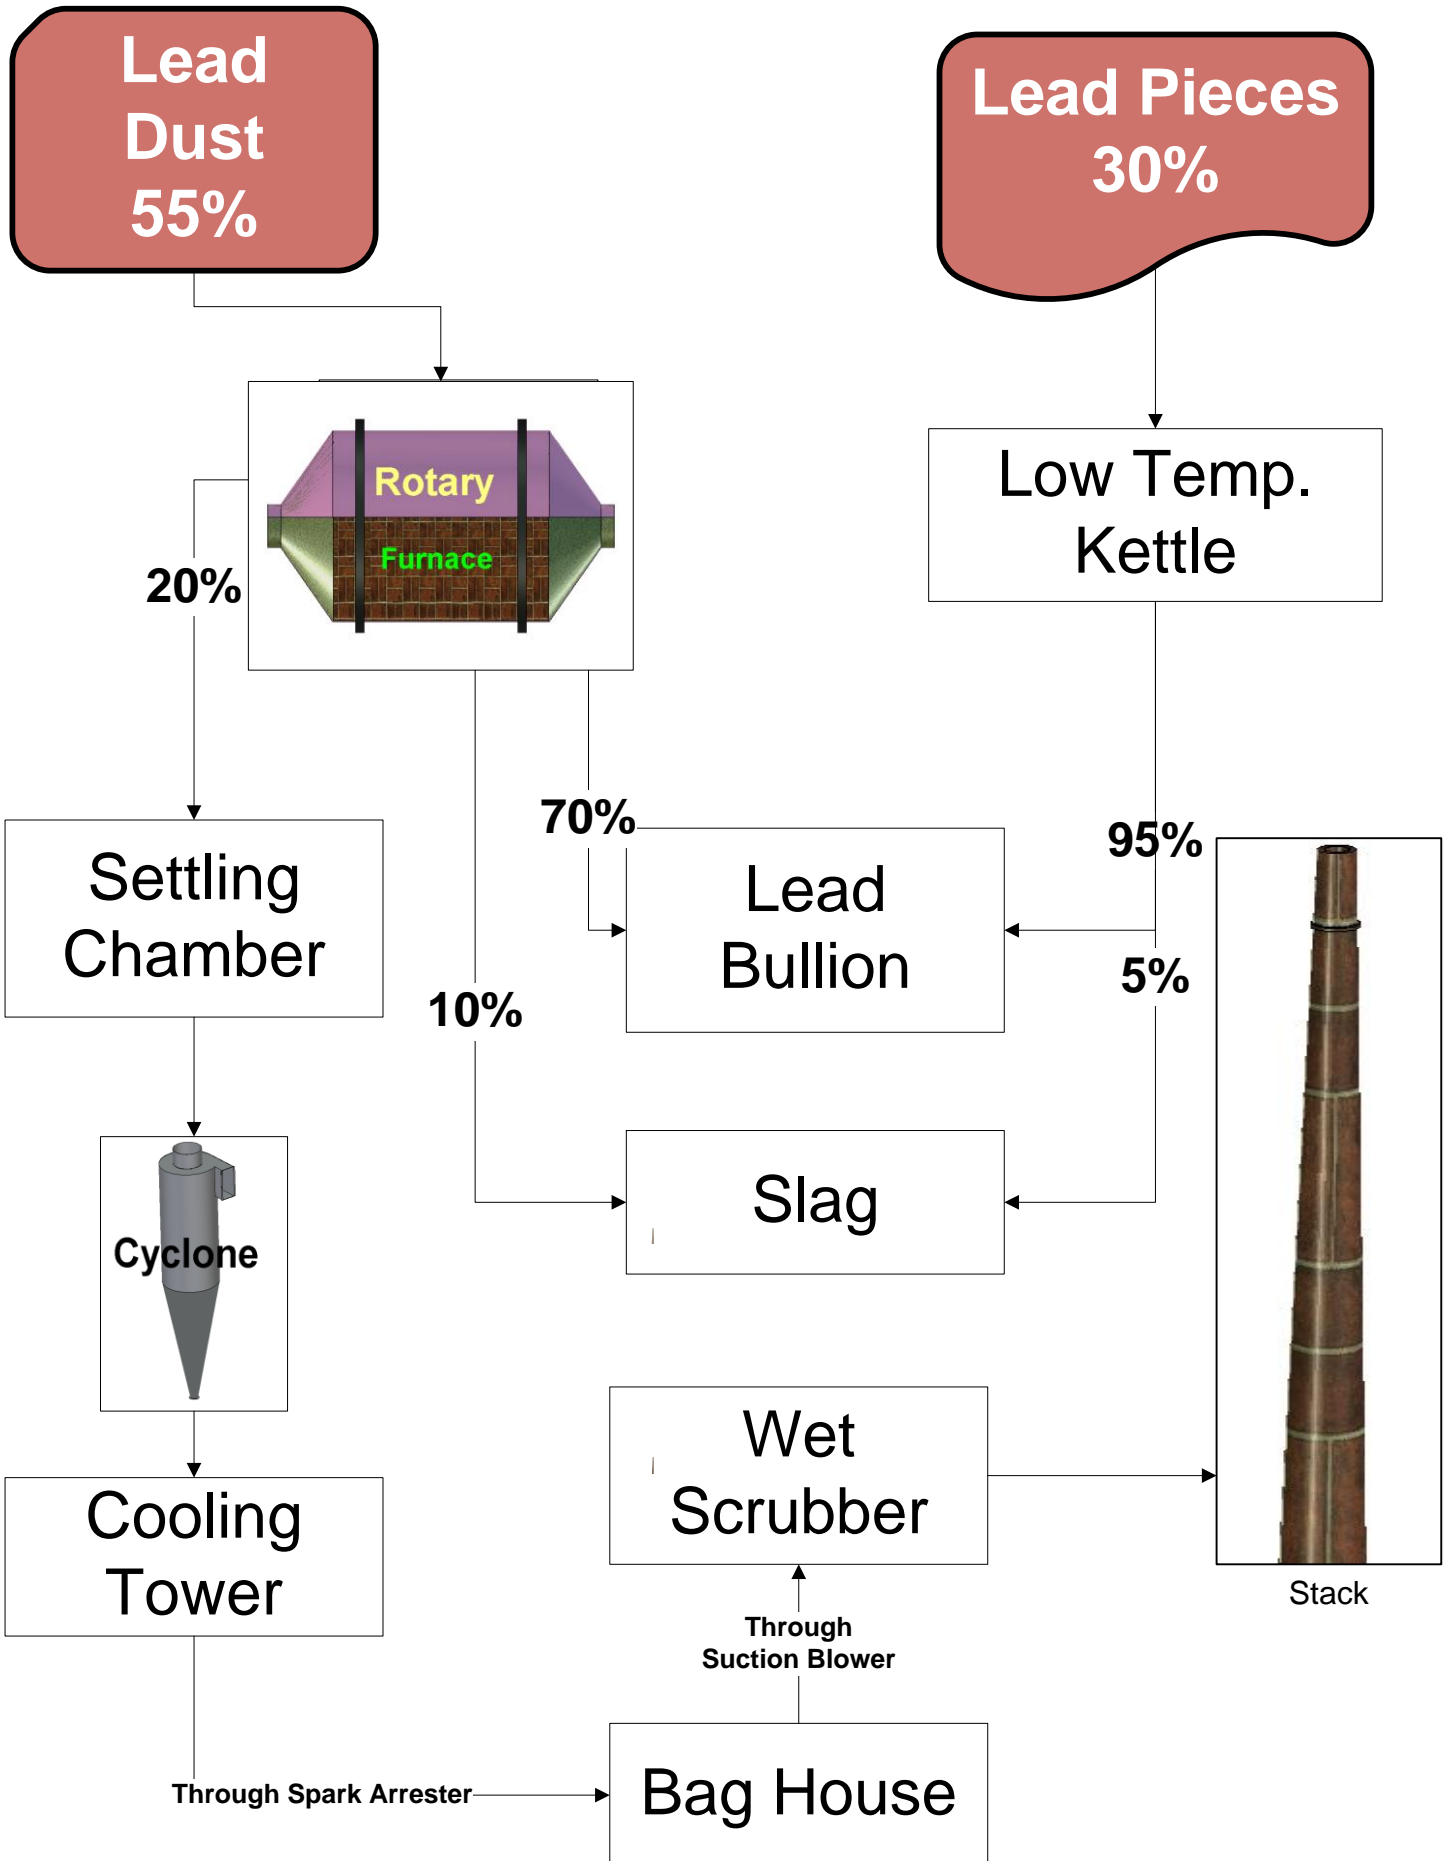 Lead
Dust
55%
Lead Pieces
30%
Rotary
Furnace
Low Temp.
Kettle
20%
70%
95%
Settling
Chamber
Lead
Bullion
10%
5%
Slag
Cyclone
Wet
Scrubber
Cooling
Tower
Stack
Through
Suction Blower
Through Spark Arrester
Bag House